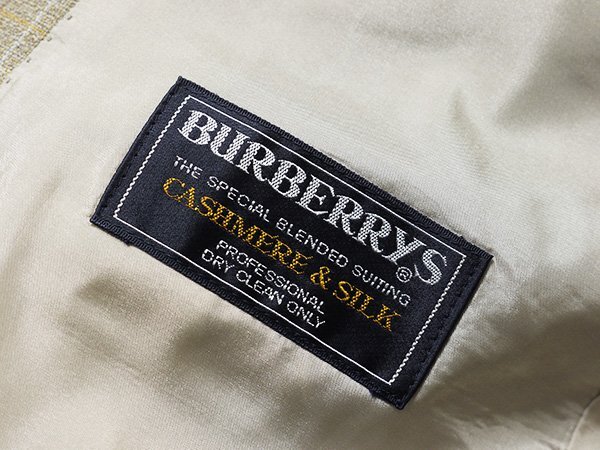 BURBERRYS®
THE SPECIAL BLENDED SUITING
CASHMERE & SILK
PROFESSIONAL
DRY CLEAN ONLY